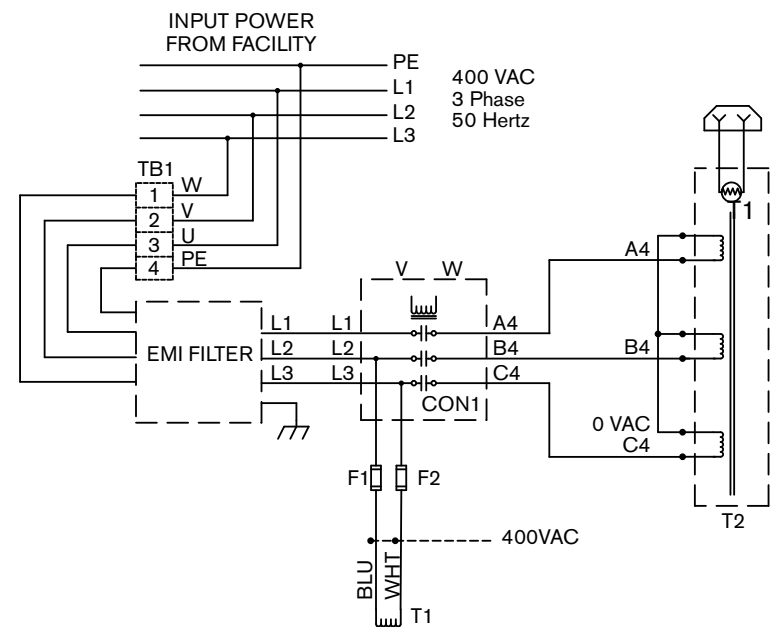 INPUT POWER
FROM FACILITY
PE
L1
L2
L3
400 VAC
3 Phase
50 Hertz
TB1
1 W
2 V
3 U
4 PE
1
EMI FILTER
L1 L1
L2 L2
L3 L3
V W
A4
B4
C4
CON1
A4
B4
0 VAC
C4
T2
F1 F2
400VAC
BLU
WHT
T1